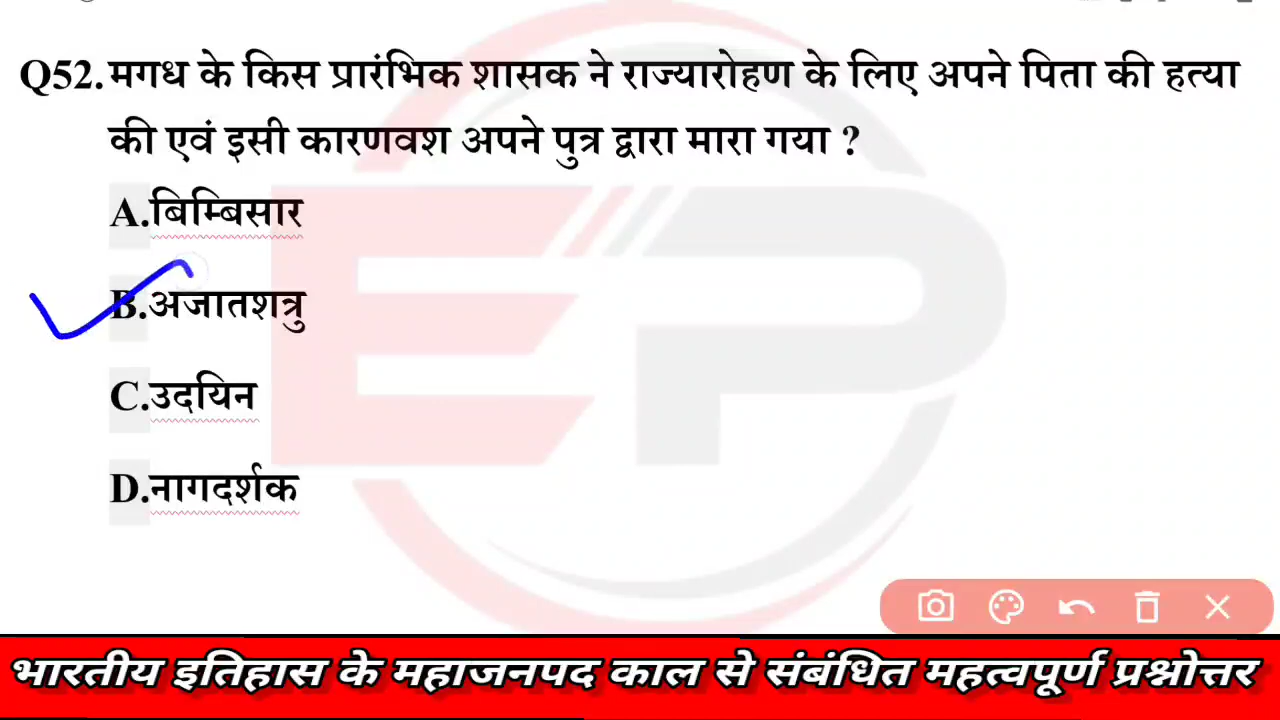 Q52. मगध के किस प्रारंभिक शासक ने राज्यारोहण के लिए अपने पिता की हत्या
की एवं इसी कारणवश अपने पुत्र द्वारा मारा गया ?
A.बिम्बिसार
B.अजातशत्रु
C.उदयिन
D.नागदर्शक
EP
भारतीय इतिहास के महाजनपद काल से संबंधित महत्वपूर्ण प्रश्नोत्तर